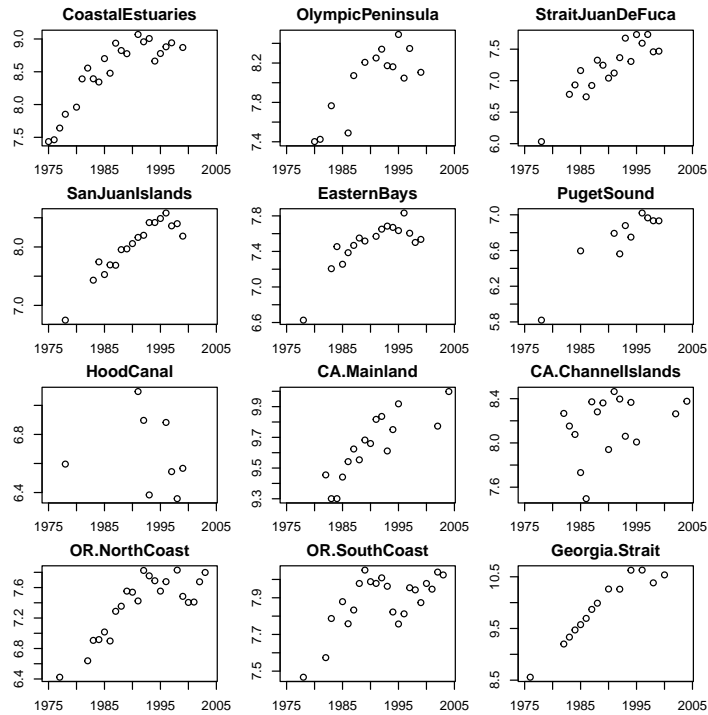 CoastalEstuaries
OlympicPeninsula
StraitJuanDeFuca
7.5 8.0 8.5 9.0
7.4 7.8 8.2
6.0 6.5 7.0 7.5
1975 1985 1995 2005
1975 1985 1995 2005
1975 1985 1995 2005
SanJuanIslands
EasternBays
PugetSound
7.0 8.0
6.6 7.0 7.4 7.8
5.8 6.2 6.6 7.0
1975 1985 1995 2005
1975 1985 1995 2005
1975 1985 1995 2005
HoodCanal
CA.Mainland
CA.ChannelIslands
6.4 6.8
9.3 9.5 9.7 9.9
7.6 8.0 8.4
1975 1985 1995 2005
1975 1985 1995 2005
1975 1985 1995 2005
OR.NorthCoast
OR.SouthCoast
Georgia.Strait
6.4 6.8 7.2 7.6
7.5 7.7 7.9
8.5 9.5 10.5
1975 1985 1995 2005
1975 1985 1995 2005
1975 1985 1995 2005